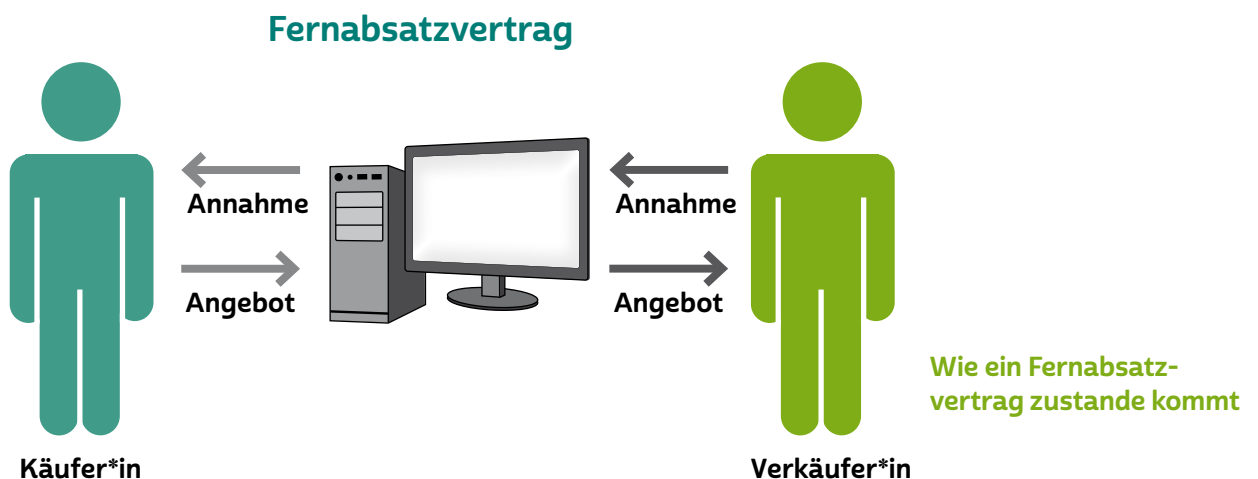 Fernabsatzvertrag
Annahme
Annahme
Angebot
Angebot
Wie ein Fernabsatz-
vertrag zustande kommt
Käufer*in
Verkäufer*in